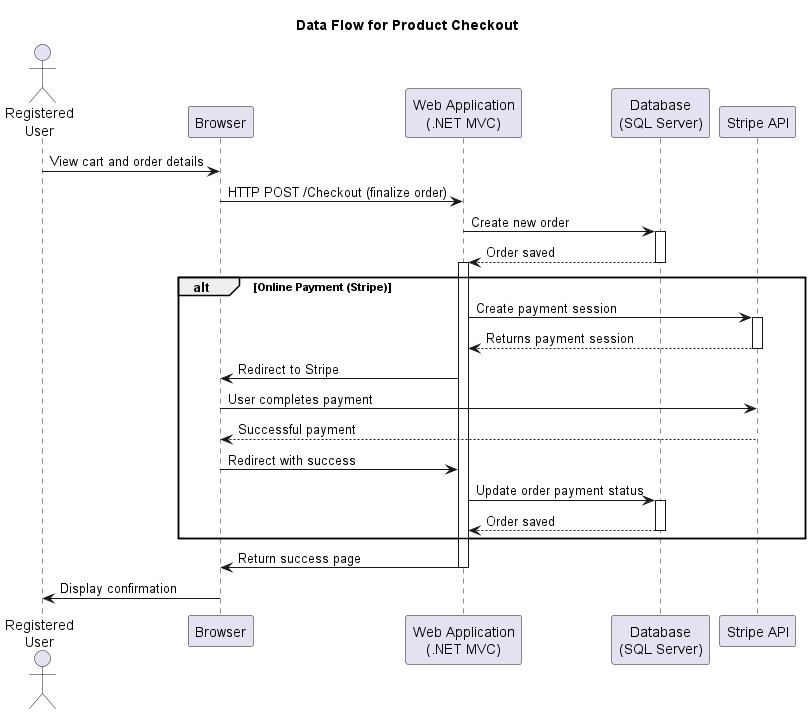 Data Flow for Product Checkout
Registered
User
Browser
Web Application
(.NET MVC)
Database
(SQL Server)
Stripe API
View cart and order details
HTTP POST /Checkout (finalize order)
Create new order
Order saved
alt
[Online Payment (Stripe)]
Create payment session
Returns payment session
Redirect to Stripe
User completes payment
Successful payment
Redirect with success
Update order payment status
Order saved
Return success page
Display confirmation
Registered
User
Browser
Web Application
(.NET MVC)
Database
(SQL Server)
Stripe API